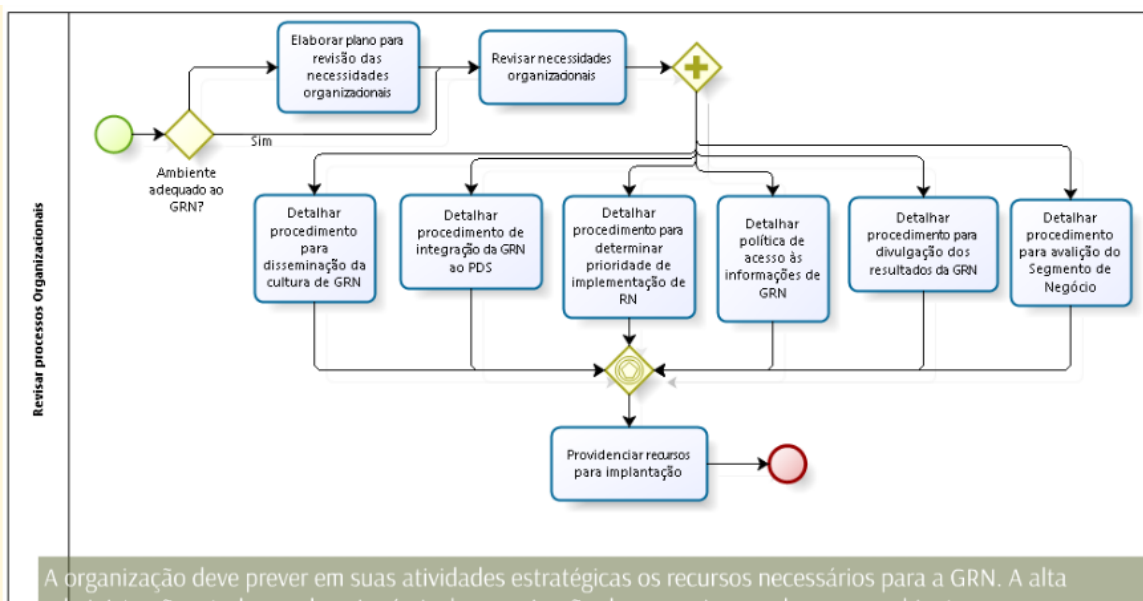 Revisar processos Organizacionais
Elaborar plano para
revisão das
necessidades
organizacionais
Revisar necessidades
organizacionais
Sim
Ambiente
adequado ao
GRN?
Detalhar
procedimento
para
disseminação da
cultura de GRN
Detalhar
procedimento de
integração da GRN
ao PDS
Detalhar
procedimento para
determinar
prioridade de
implementação de
RN
Detalhar
política de
acesso às
informações de
GRN
Detalhar
procedimento para
divulgação dos
resultados da GRN
Detalhar
procedimento
para avalição do
Segmento de
Negócio
Providenciar recursos
para implantação
A organização deve prever em suas atividades estratégicas os recursos necessários para a GRN. A alta